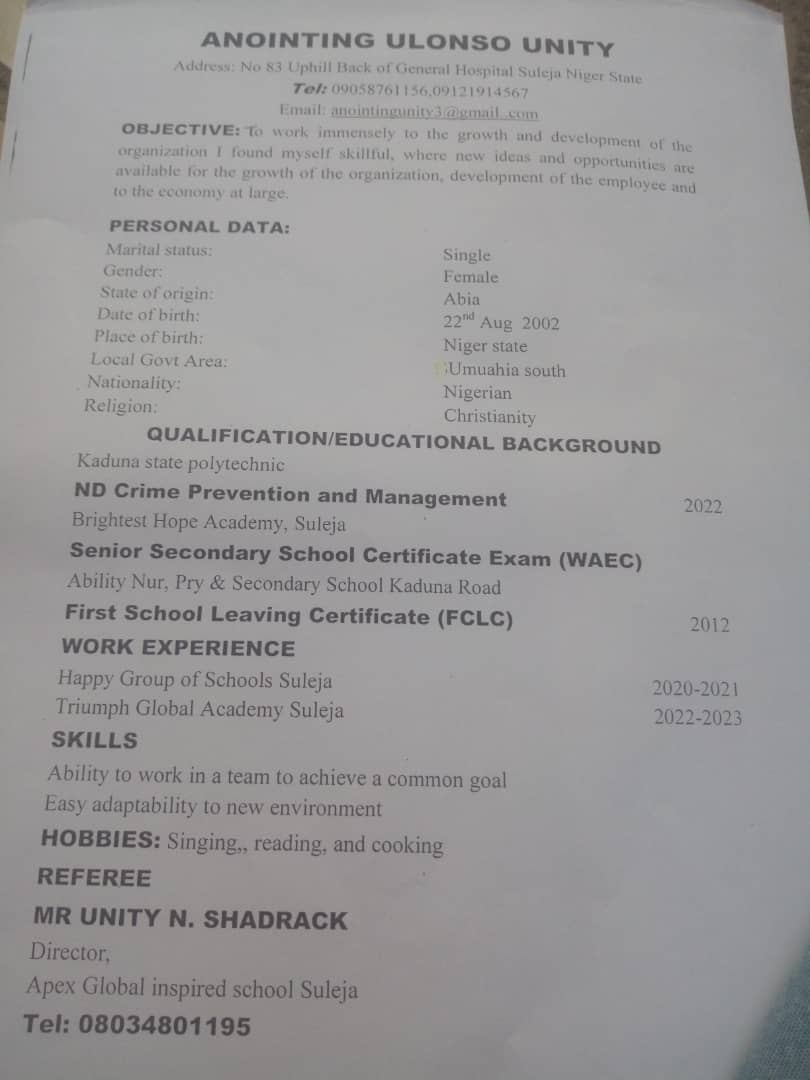 ANOINTING ULONSO UNITY
Address: No 83 Uphill Back of General Hospital Suleja Niger State
Tel: 09058761156,09121914567
Email: anointingunity3@gmail..com
OBJECTIVE: To work immensely to the growth and development of the
organization I found myself skillful, where new ideas and opportunities are
available for the growth of the organization, development of the employee and
to the economy at large.
PERSONAL DATA:
Marital status: Single
Gender: Female
State of origin: Abia
Date of birth: 22nd Aug 2002
Place of birth: Niger state
Local Govt Area: Umuahia south
Nationality: Nigerian
Religion: Christianity
QUALIFICATION/EDUCATIONAL BACKGROUND
Kaduna state polytechnic
ND Crime Prevention and Management 2022
Brightest Hope Academy, Suleja
Senior Secondary School Certificate Exam (WAEC)
Ability Nur, Pry & Secondary School Kaduna Road
First School Leaving Certificate (FCLC) 2012
WORK EXPERIENCE
Happy Group of Schools Suleja 2020-2021
Triumph Global Academy Suleja 2022-2023
SKILLS
Ability to work in a team to achieve a common goal
Easy adaptability to new environment
HOBBIES: Singing,, reading, and cooking
REFEREE
MR UNITY N. SHADRACK
Director,
Apex Global inspired school Suleja
Tel: 08034801195